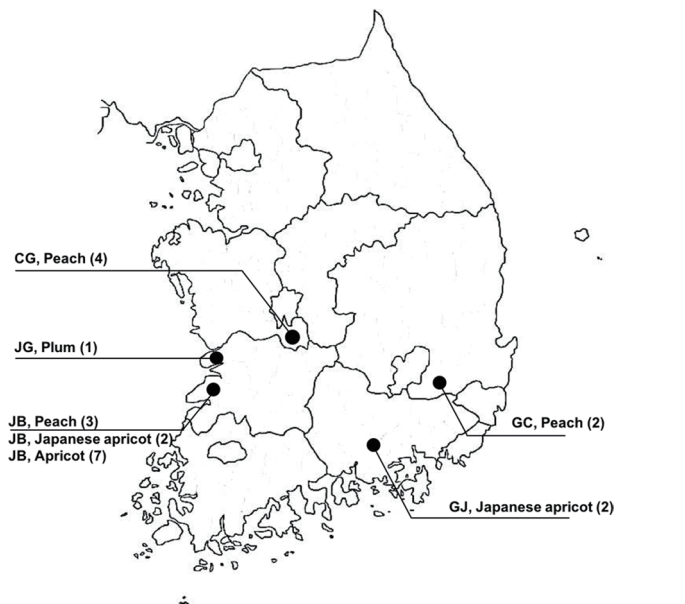 CG, Peach (4)
JG, Plum (1)
JB, Peach (3)
JB, Japanese apricot (2)
JB, Apricot (7)
GC, Peach (2)
GJ, Japanese apricot (2)